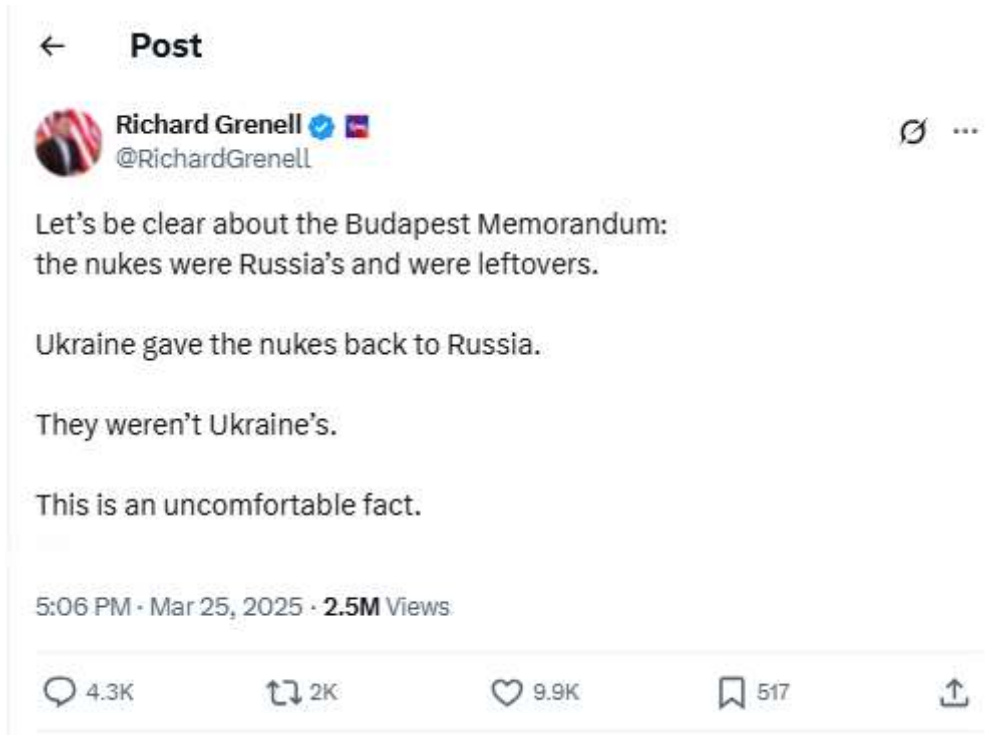 Post
Richard Grenell
@RichardGrenell
Let’s be clear about the Budapest Memorandum:
the nukes were Russia’s and were leftovers.
Ukraine gave the nukes back to Russia.
They weren’t Ukraine’s.
This is an uncomfortable fact.
5:06 PM · Mar 25, 2025 · 2.5M Views
4.3K 2K 9.9K 517